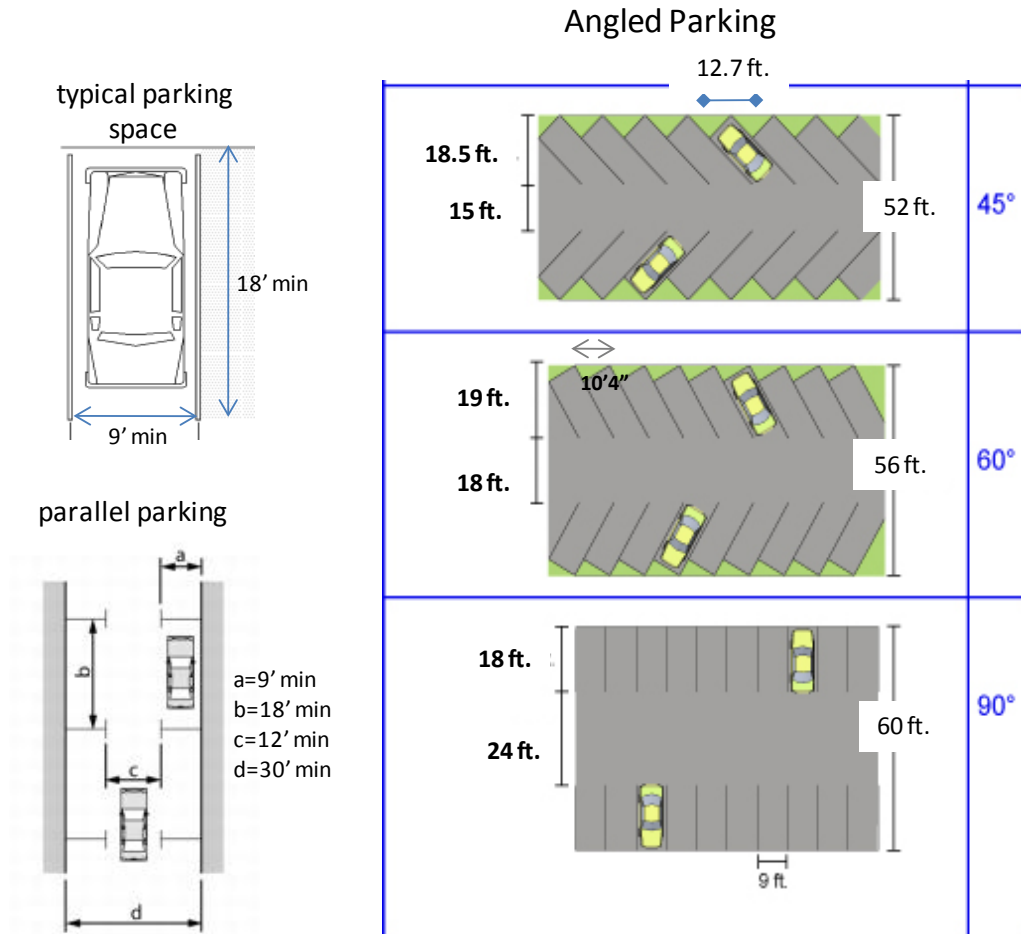 Angled Parking
typical parking
space
18’ min
9’ min
parallel parking
a
b
c
d
a=9’ min
b=18’ min
c=12’ min
d=30’ min
12.7 ft.
18.5 ft.
15 ft.
52 ft.
45°
10’4”
19 ft.
18 ft.
56 ft.
60°
18 ft.
24 ft.
60 ft.
90°
9 ft.